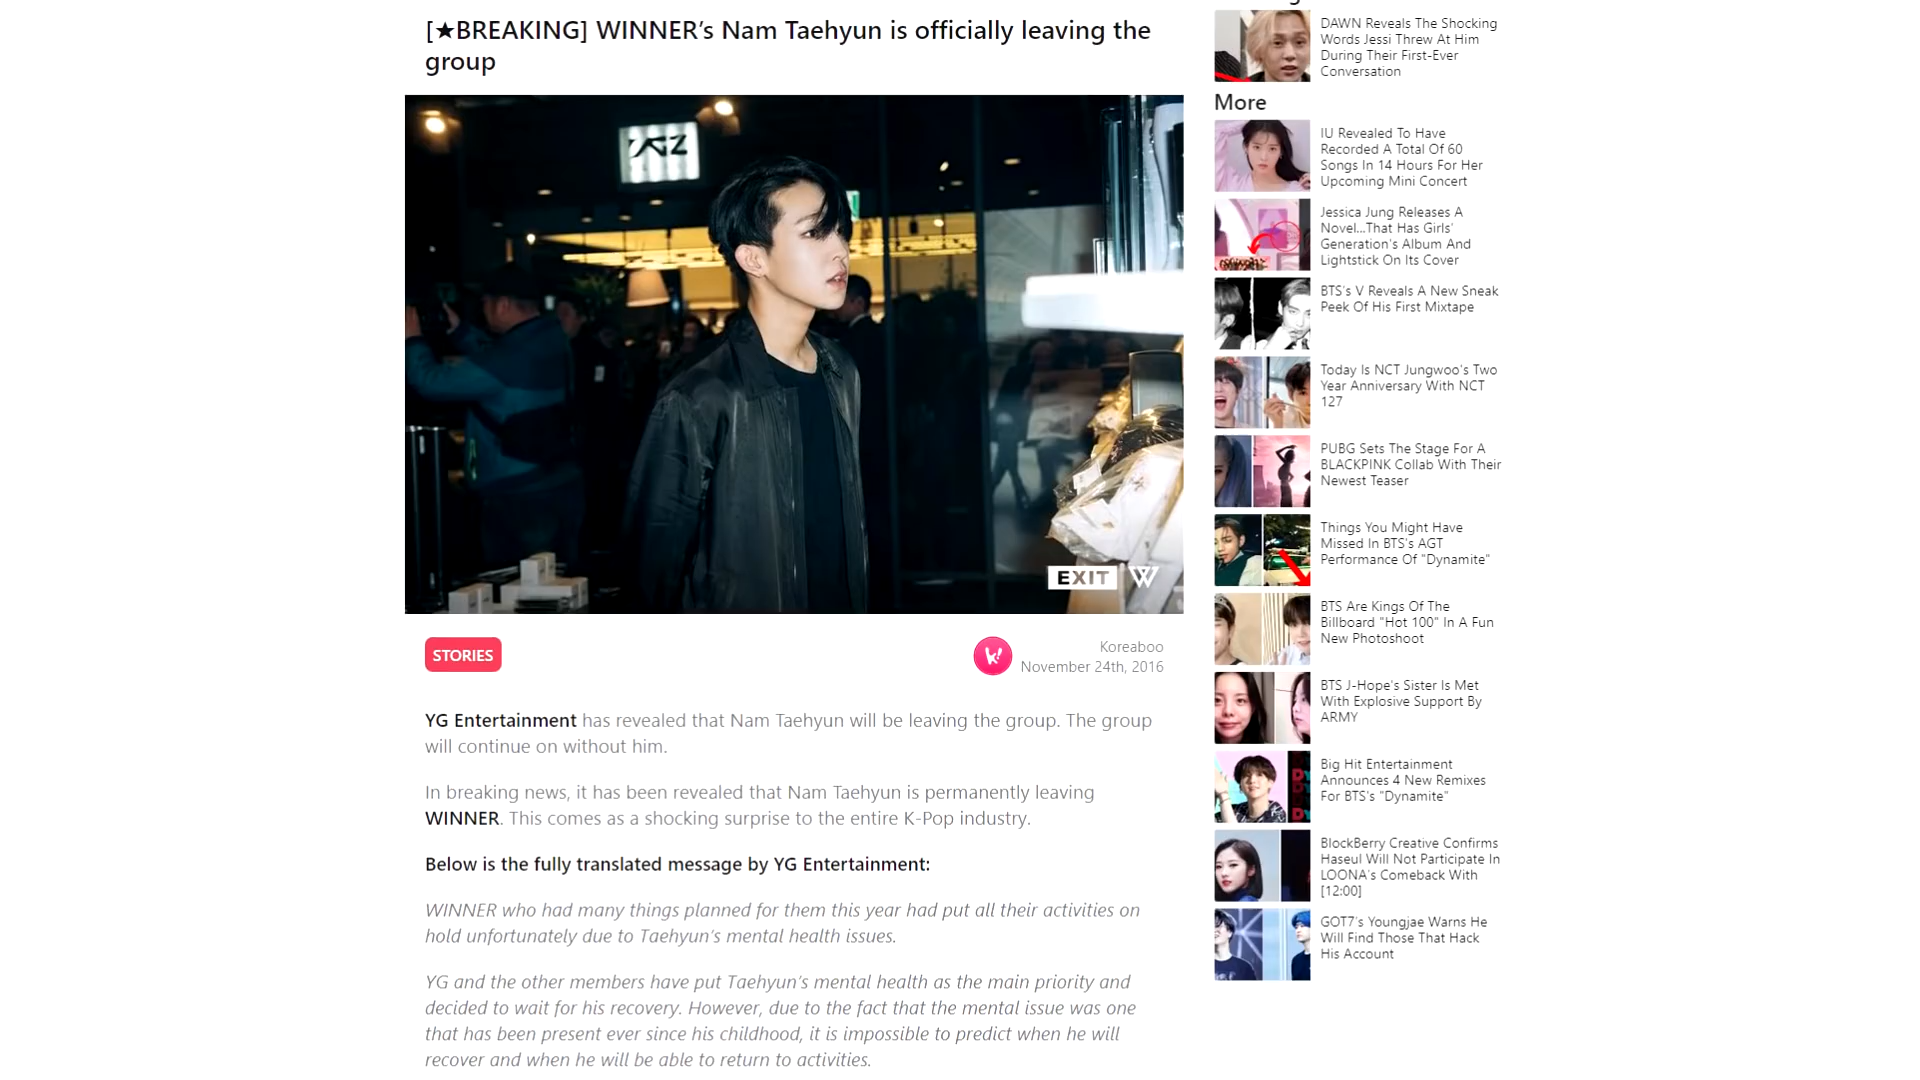 [★BREAKING] WINNER’s Nam Taehyun is officially leaving the
group
EXIT
STORIES
k!
Koreaboo
November 24th, 2016
YG Entertainment has revealed that Nam Taehyun will be leaving the group. The group
will continue on without him.
In breaking news, it has been revealed that Nam Taehyun is permanently leaving
WINNER. This comes as a shocking surprise to the entire K-Pop industry.
Below is the fully translated message by YG Entertainment:
WINNER who had many things planned for them this year had put all their activities on
hold unfortunately due to Taehyun’s mental health issues.
YG and the other members have put Taehyun’s mental health as the main priority and
decided to wait for his recovery. However, due to the fact that the mental issue was one
that has been present ever since his childhood, it is impossible to predict when he will
recover and when he will be able to return to activities.
DAWN Reveals The Shocking
Words Jessi Threw At Him
During Their First-Ever
Conversation
More
IU Revealed To Have
Recorded A Total Of 60
Songs In 14 Hours For Her
Upcoming Mini Concert
Jessica Jung Releases A
Novel...That Has Girls’
Generation’s Album And
Lightstick On Its Cover
BTS’s V Reveals A New Sneak
Peek Of His First Mixtape
Today Is NCT Jungwoo’s Two
Year Anniversary With NCT
127
PUBG Sets The Stage For A
BLACKPINK Collab With Their
Newest Teaser
Things You Might Have
Missed In BTS’s AGT
Performance Of "Dynamite"
BTS Are Kings Of The
Billboard "Hot 100" In A Fun
New Photoshoot
BTS J-Hope’s Sister Is Met
With Explosive Support By
ARMY
Big Hit Entertainment
Announces 4 New Remixes
For BTS’s "Dynamite"
BlockBerry Creative Confirms
Haseul Will Not Participate In
LOONA’s Comeback With
[12:00]
GOT7’s Youngjae Warns He
Will Find Those That Hack
His Account